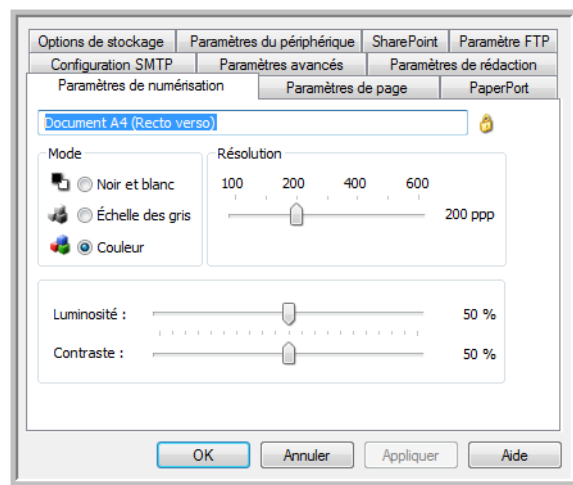 Options de stockage Paramètres du périphérique SharePoint Paramètre FTP
Configuration SMTP Paramètres avancés Paramètres de rédaction
Paramètres de numérisation Paramètres de page PaperPort
Document A4 (Recto verso)
Mode Résolution
Noir et blanc 100 200 400 600
Échelle des gris 200 ppp
Couleur
Luminosité : 50 %
Contraste : 50 %
OK Annuler Appliquer Aide